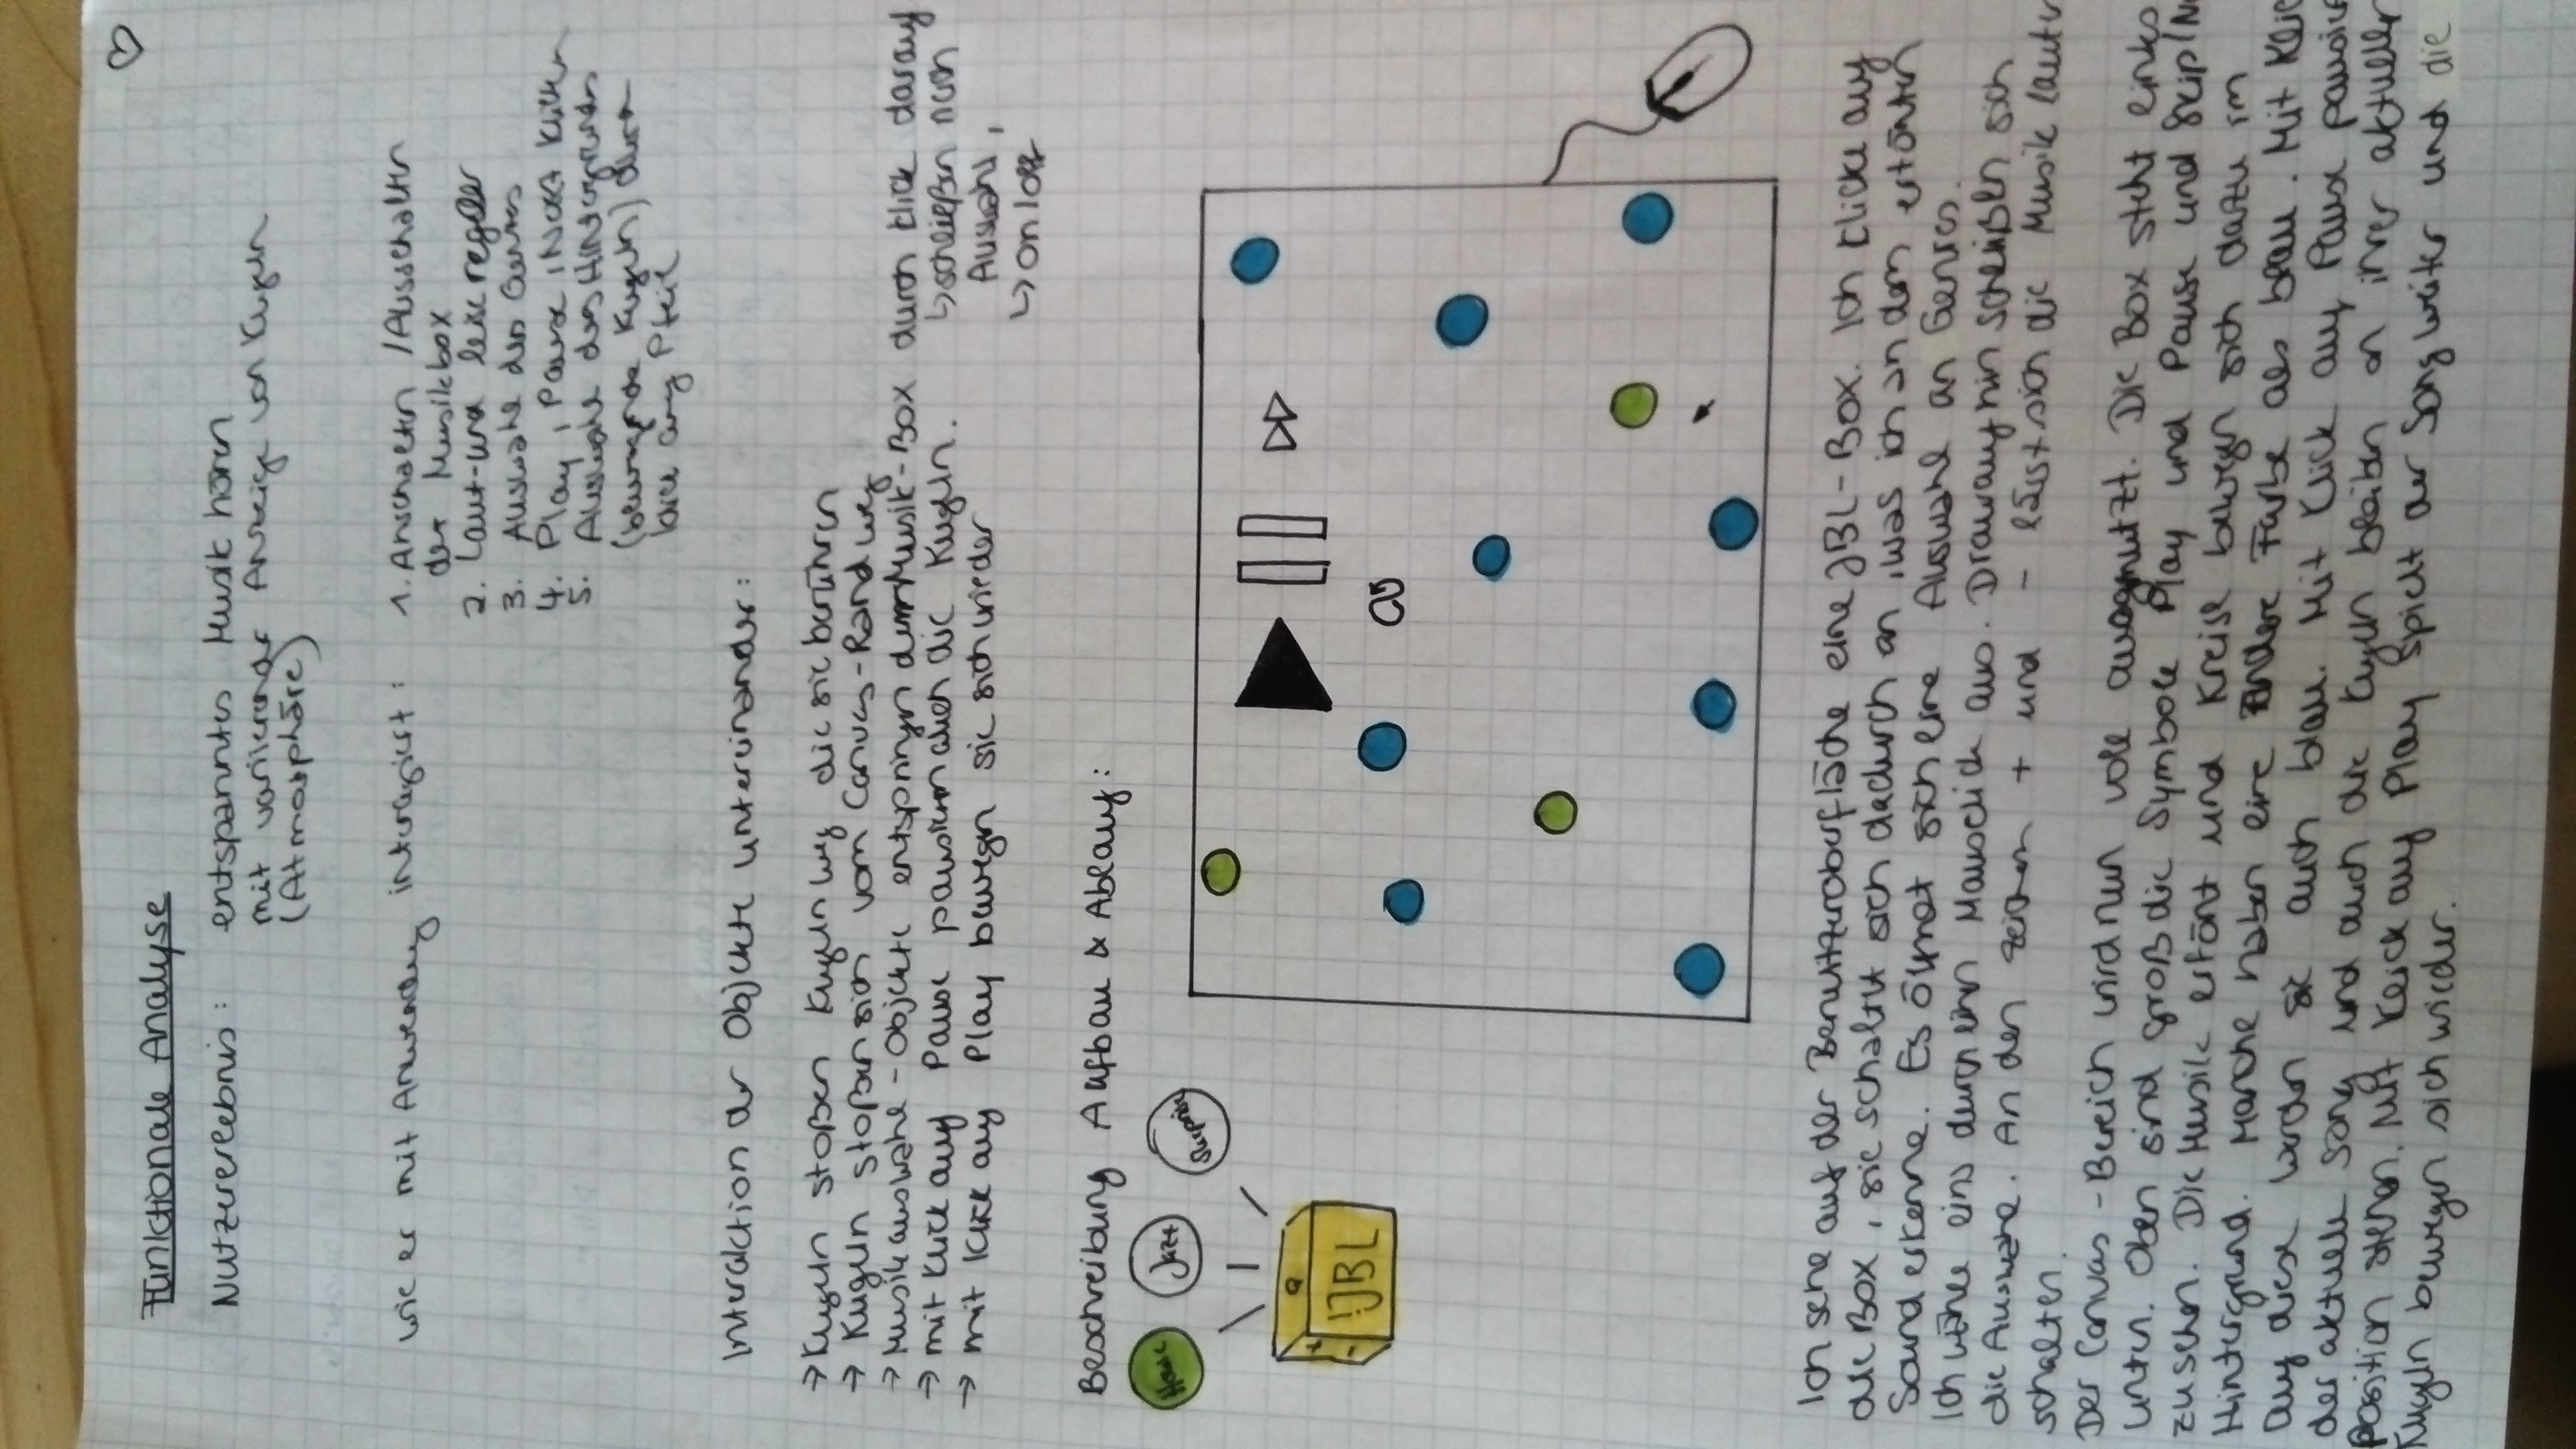 Funktionale Analyse
Nutzererlebnis: entspanntes Musik hören
mit variierender Anzeige von Kugeln
(Atmosphäre)
wie er mit Anwendung interagiert:
1. Anschalten / Ausschalten
der Musikbox
2. Laut- und leise regler
3. Auswahl des Genres
4. Play, Pause, Next klicken
5. Auswahl des Hintergrundes
(bewegende Kugeln) durch
klick auf Pfeil
Interaktion der Objekte untereinander:
→ Kugeln stoßen Kugeln weg die sie berühren
→ Kugeln stoßen sich vom Canvas-Rand weg
→ Musikauswahl-Objekte entspringen dem Musik-Box durch klick darauf
↳ schließen nach
Auswahl,
↳ on/off
→ mit Klick auf Pause pausieren auch die Kugeln.
→ mit Klick auf Play bewegen sie sich wieder
Beschreibung Aufbau & Ablauf:
Jazz
Surprise
+
-
!JBL
Ich sehe auf der Benutzeroberfläche eine JBL-Box. Ich klicke auf
die Box, sie schaltet sich dadurch an, was ich an dem ertönten
Sound erkenne. Es öffnet sich eine Auswahl an Genres.
Ich wähle eins durch einen Mausclick aus. Drauraufhin schließen sich
die Auswahl. An den zeichen + und - lässt sich die Musik lauter
schalten.
Der Canvas-Bereich wird nun voll ausgenutzt. Die Box steht links
unten. Oben sind groß die Symbole Play und Pause und Skip/N
zu sehen. Die Musik ertönt und Kreise bewegen sich dazu im
Hintergrund. Manche haben eine andere Farbe als blau. Mit Klic
auf diese werden sie auch blau. Mit Klick auf Pause pausie
der aktuelle Song und auch die Kugeln bleiben an ihrer aktuellen
Position stehen. Mit Klick auf Play spielt der Song weiter und die
Kugeln bewegen sich wieder.